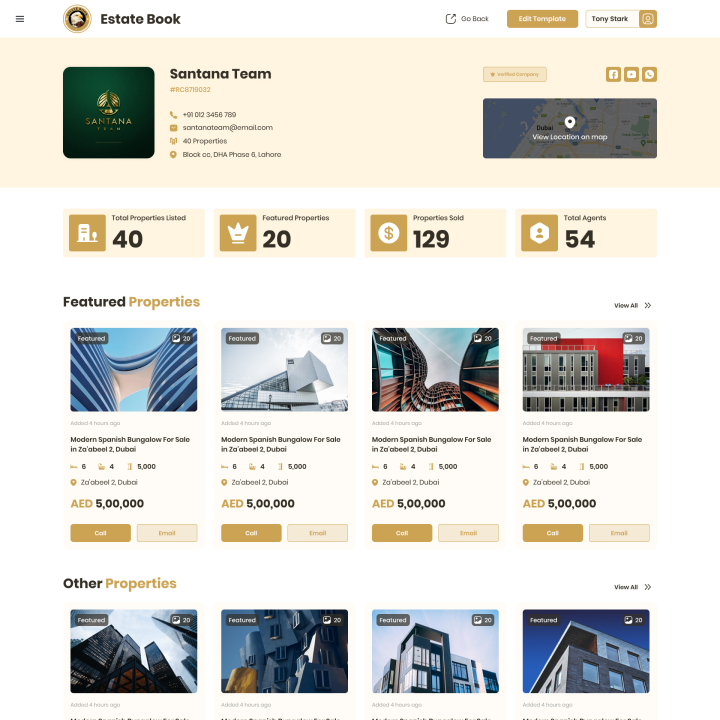 Estate Book
Go Back
Edit Template
Tony Stark
SANTANA
TEAM
Santana Team
#RC8719032
+91 012 3456 789
santanateam@email.com
40 Properties
Block cc, DHA Phase 6, Lahore
Verified Company
Dubai
View Location on map
Total Properties Listed
40
Featured Properties
20
Properties Sold
129
Total Agents
54
Featured Properties
View All
Featured
20
Added 4 hours ago
Modern Spanish Bungalow For Sale
in Za'abeel 2, Dubai
6 4 5,000
Za'abeel 2, Dubai
AED 5,00,000
Call
Email
Featured
20
Added 4 hours ago
Modern Spanish Bungalow For Sale
in Za'abeel 2, Dubai
6 4 5,000
Za'abeel 2, Dubai
AED 5,00,000
Call
Email
Featured
20
Added 4 hours ago
Modern Spanish Bungalow For Sale
in Za'abeel 2, Dubai
6 4 5,000
Za'abeel 2, Dubai
AED 5,00,000
Call
Email
Featured
20
Added 4 hours ago
Modern Spanish Bungalow For Sale
in Za'abeel 2, Dubai
6 4 5,000
Za'abeel 2, Dubai
AED 5,00,000
Call
Email
Other Properties
View All
Featured
20
Added 4 hours ago
Featured
20
Added 4 hours ago
Featured
20
Added 4 hours ago
Featured
20
Added 4 hours ago